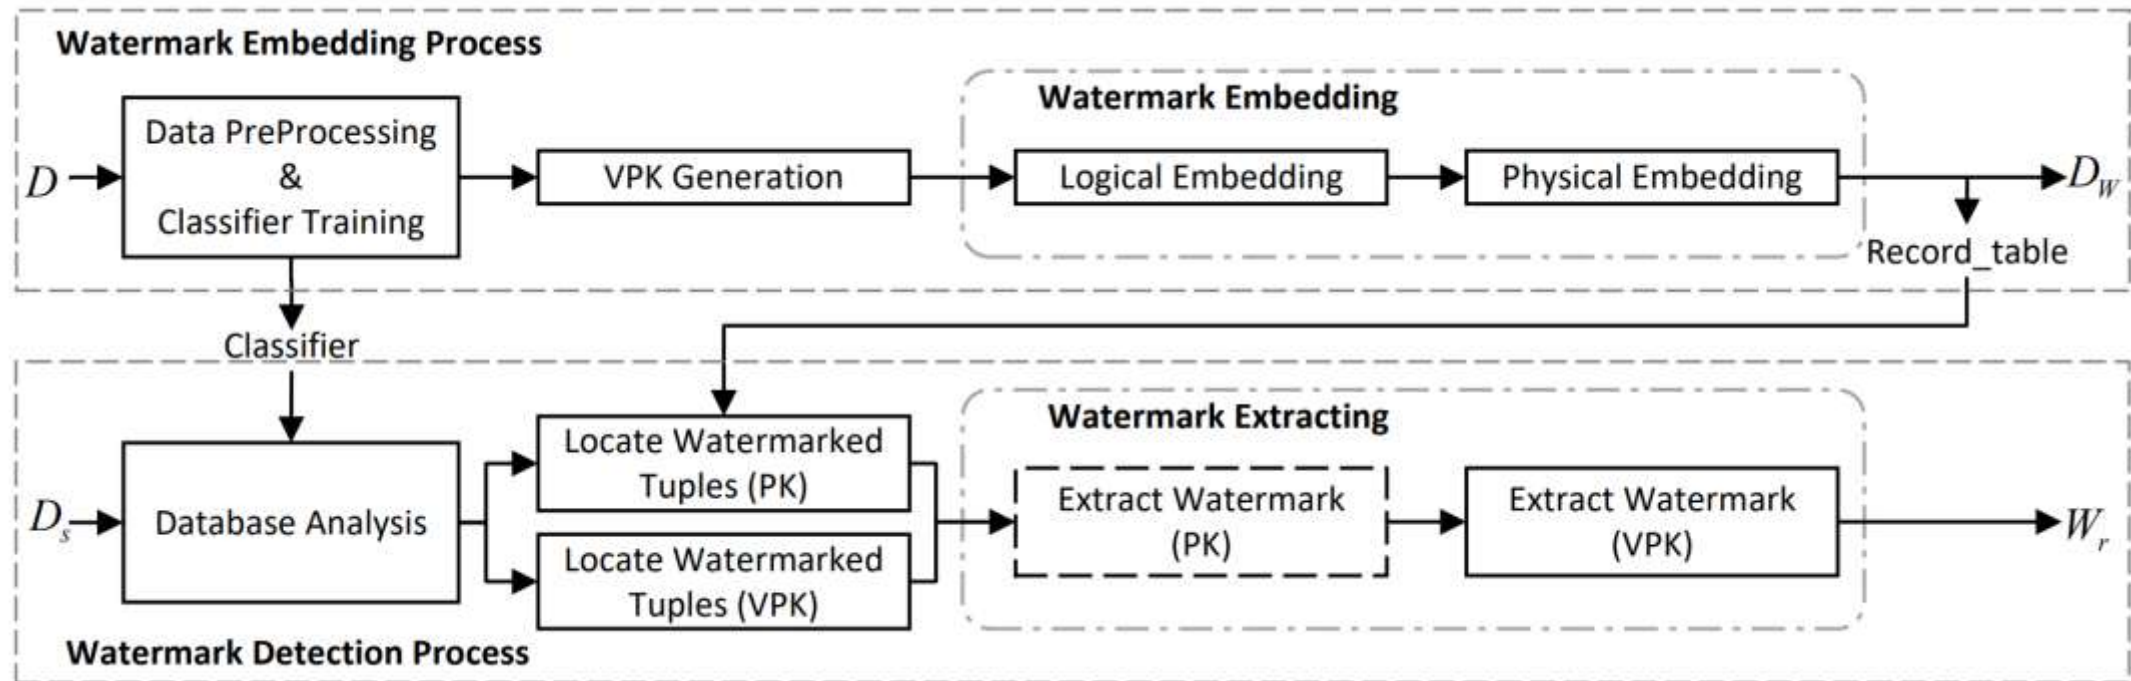 Watermark Embedding Process
Watermark Embedding
Data PreProcessing
&
Classifier Training
D
VPK Generation
Logical Embedding
Physical Embedding
D_W
Record_table
Classifier
Watermark Extracting
Locate Watermarked
Tuples (PK)
D_s
Database Analysis
Extract Watermark
(PK)
Extract Watermark
(VPK)
W_r
Locate Watermarked
Tuples (VPK)
Watermark Detection Process